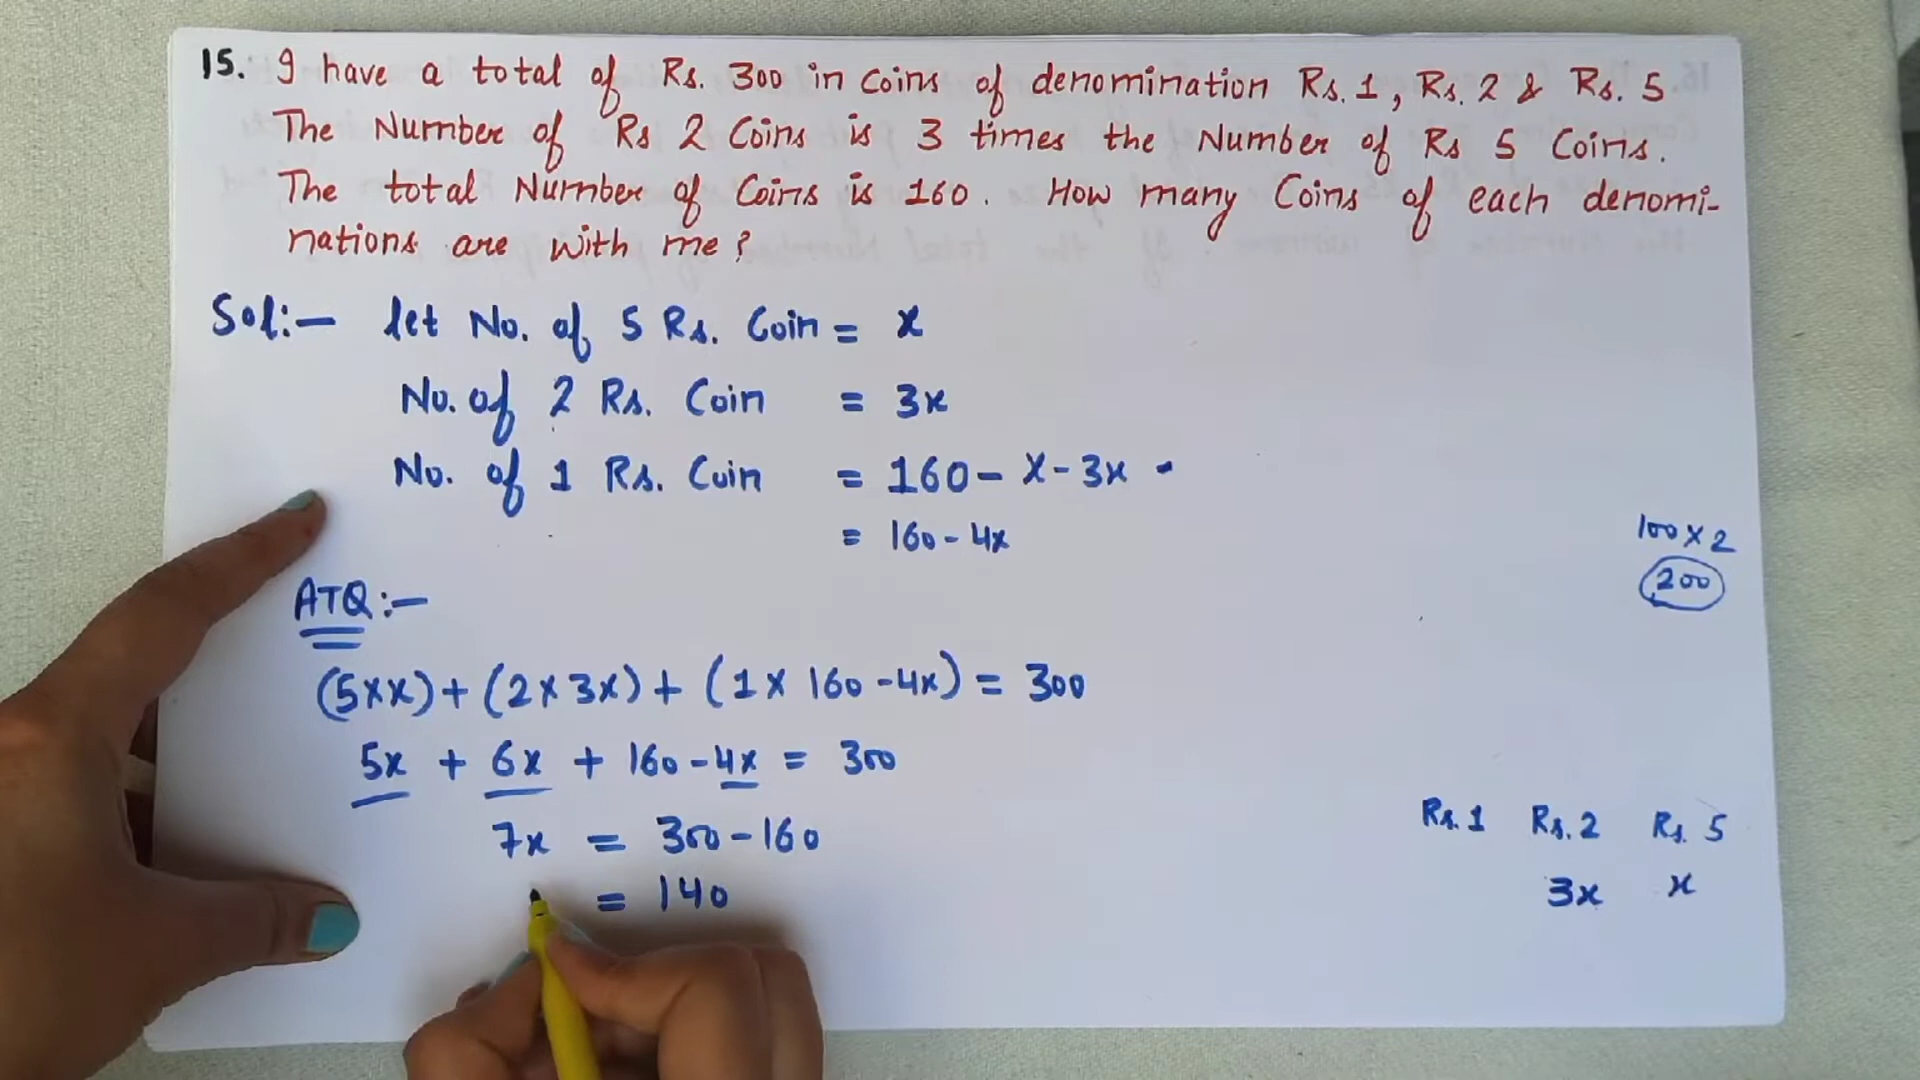 15. I have a total of Rs. 300 in coins of denomination Rs. 1, Rs. 2 & Rs. 5
The Number of Rs 2 Coins is 3 times the Number of Rs 5 Coins.
The total Number of Coins is 160. How many Coins of each denomi-
nations are with me?
Sol:- let No. of 5 Rs. Coin = x
No. of 2 Rs. Coin = 3x
No. of 1 Rs. Coin = 160 - x - 3x -
= 160 - 4x
100 x 2
200
ATQ:-
(5xx) + (2 x 3x) + (1 x 160 - 4x) = 300
5x + 6x + 160 - 4x = 300
7x = 300 - 160
= 140
Rs. 1 Rs. 2 Rs. 5
3x x